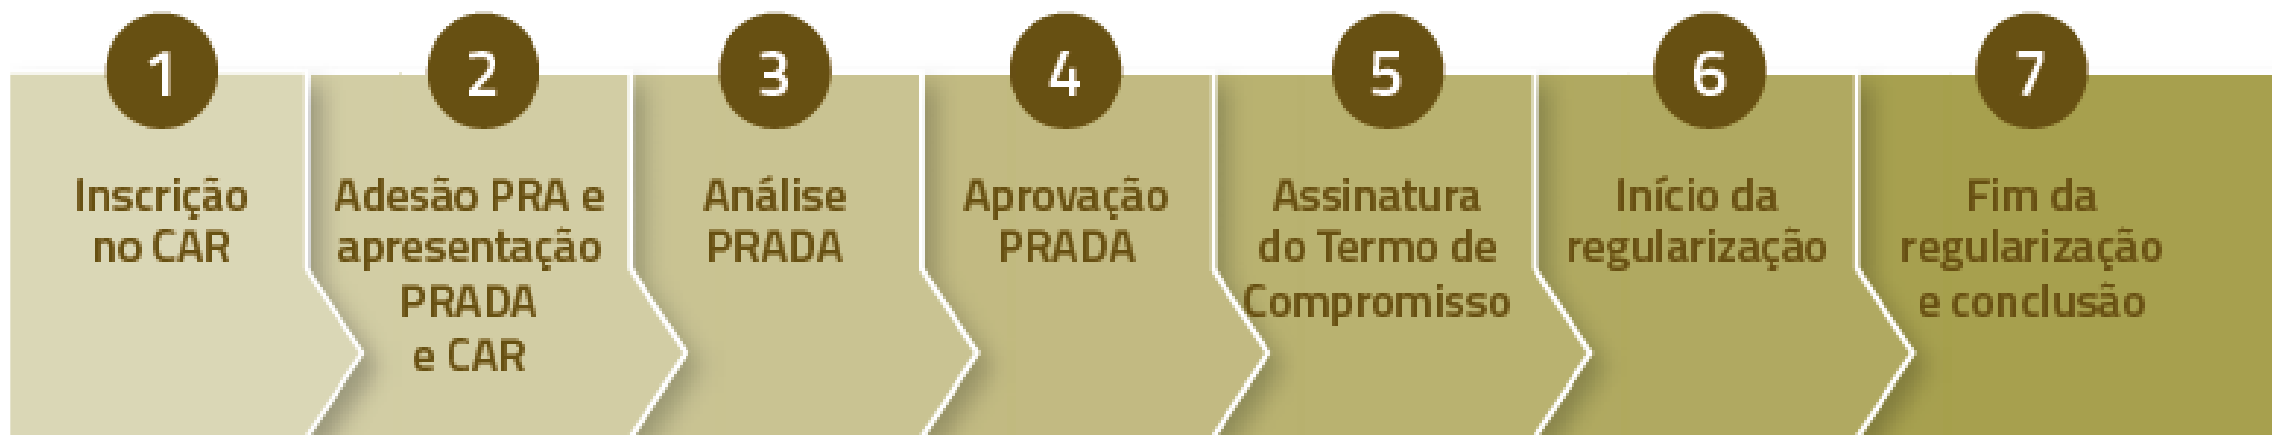 1
Inscrição
no CAR
2
Adesão PRA e
apresentação
PRADA
e CAR
3
Análise
PRADA
4
Aprovação
PRADA
5
Assinatura
do Termo de
Compromisso
6
Início da
regularização
7
Fim da
regularização
e conclusão